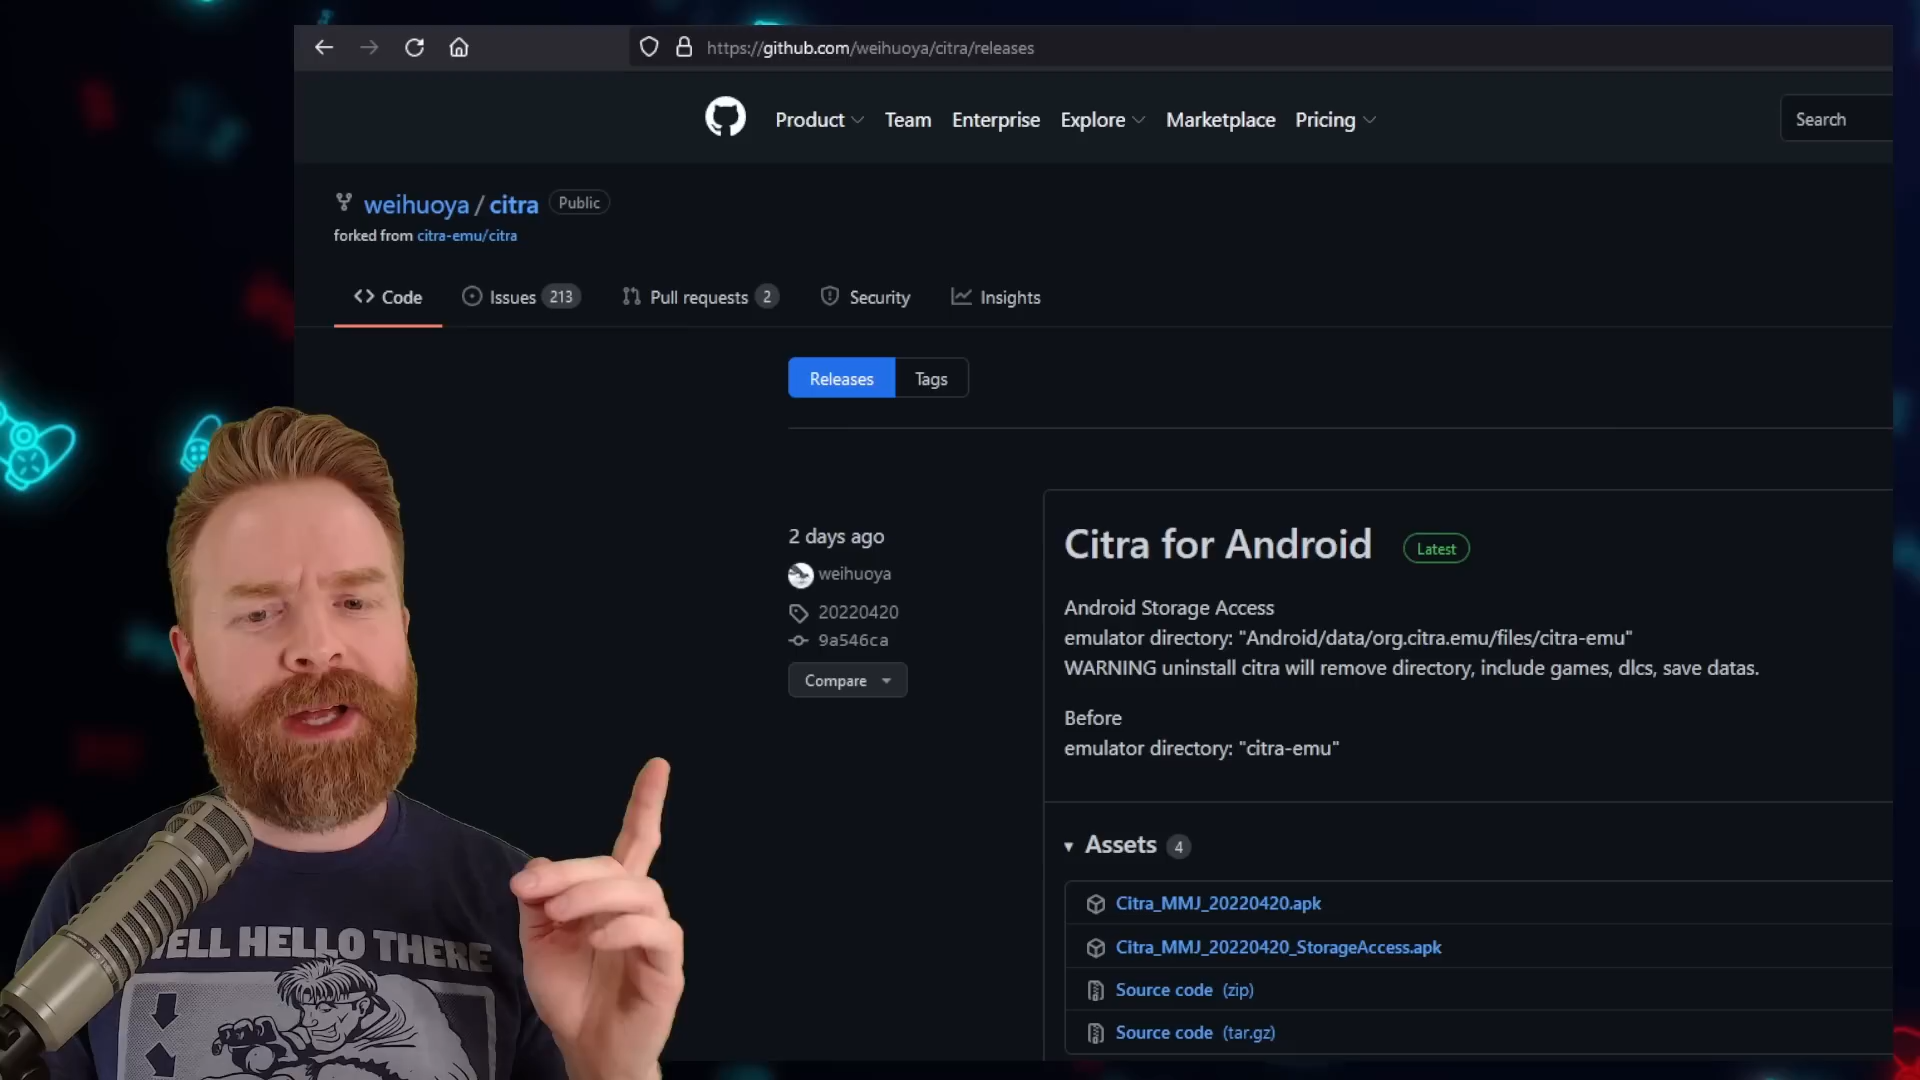 https://github.com/weihuoya/citra/releases
Product Team Enterprise Explore Marketplace Pricing
Search
weihuoya / citra Public
forked from citra-emu/citra
Code Issues 213 Pull requests 2 Security Insights
Releases Tags
2 days ago
weihuoya
20220420
9a546ca
Compare
Citra for Android Latest
Android Storage Access
emulator directory: "Android/data/org.citra.emu/files/citra-emu"
WARNING uninstall citra will remove directory, include games, dlcs, save datas.
Before
emulator directory: "citra-emu"
Assets 4
Citra_MMJ_20220420.apk
Citra_MMJ_20220420_StorageAccess.apk
Source code (zip)
Source code (tar.gz)
WELL HELLO THERE